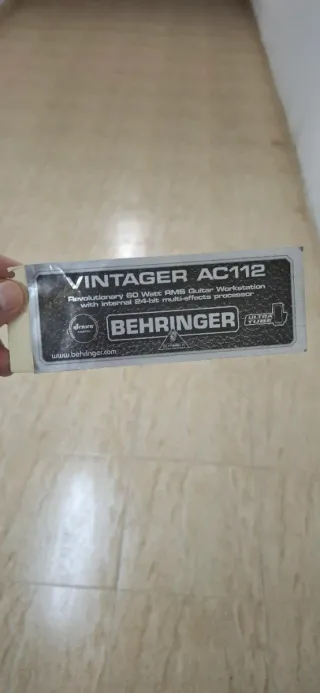 VINTAGER AC112
Revolutionary 60 Watt RMS Guitar Workstation
with internal 24-bit multi-effects processor
BEHRINGER
ULTRA
TUBE
www.behringer.com